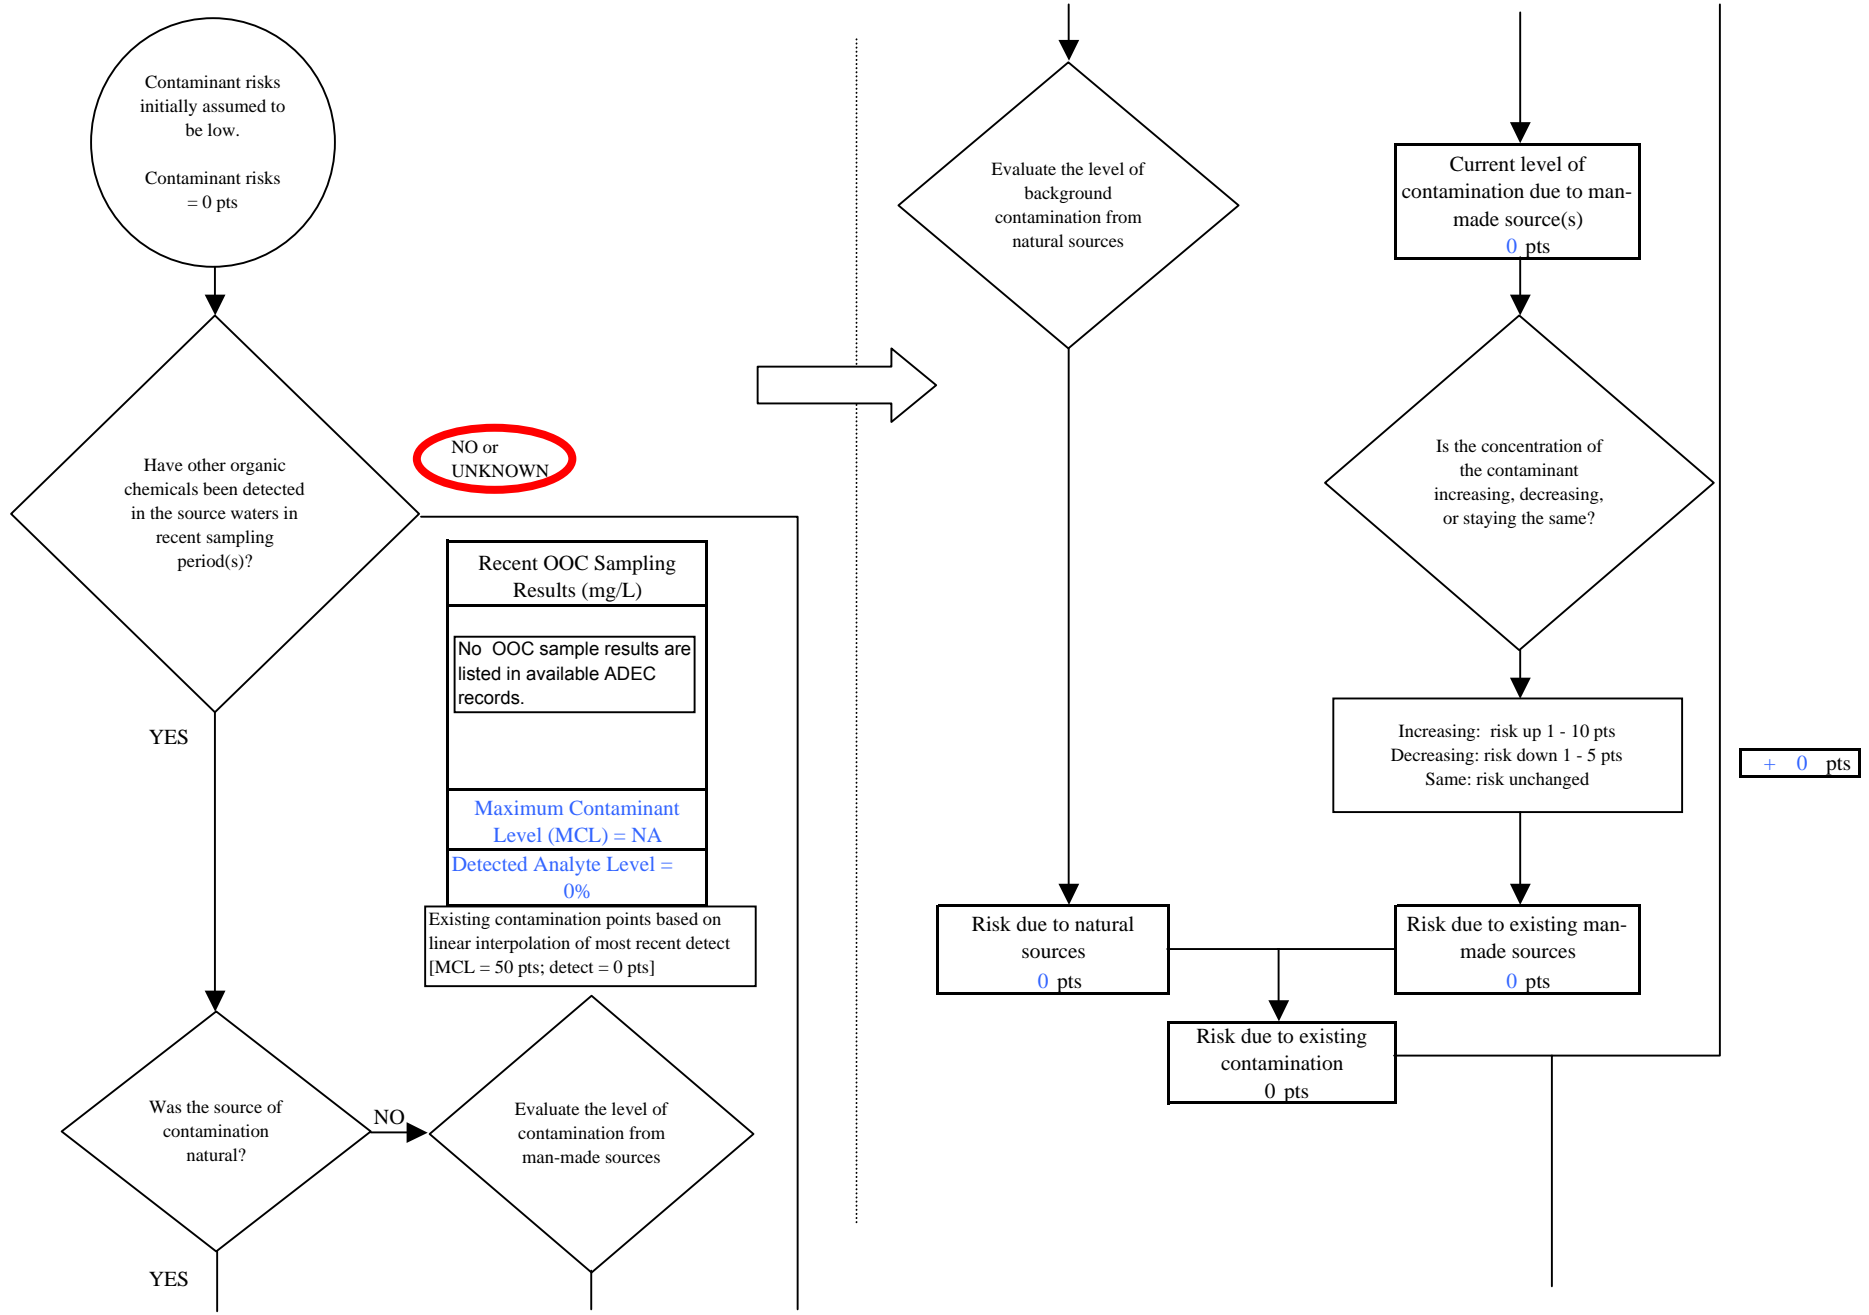 Contaminant risks
initially assumed to
be low.
Contaminant risks
= 0 pts
Have other organic
chemicals been detected
in the source waters in
recent sampling
period(s)?
NO or
UNKNOWN
YES
Recent OOC Sampling
Results (mg/L)
No OOC sample results are
listed in available ADEC
records.
Maximum Contaminant
Level (MCL) = NA
Detected Analyte Level =
0%
Existing contamination points based on
linear interpolation of most recent detect
[MCL = 50 pts; detect = 0 pts]
Was the source of
contamination
natural?
NO
YES
Evaluate the level of
contamination from
man-made sources
Evaluate the level of
background
contamination from
natural sources
Current level of
contamination due to man-
made source(s)
0 pts
Is the concentration of
the contaminant
increasing, decreasing,
or staying the same?
Increasing: risk up 1 - 10 pts
Decreasing: risk down 1 - 5 pts
Same: risk unchanged
+ 0 pts
Risk due to natural
sources
0 pts
Risk due to existing man-
made sources
0 pts
Risk due to existing
contamination
0 pts